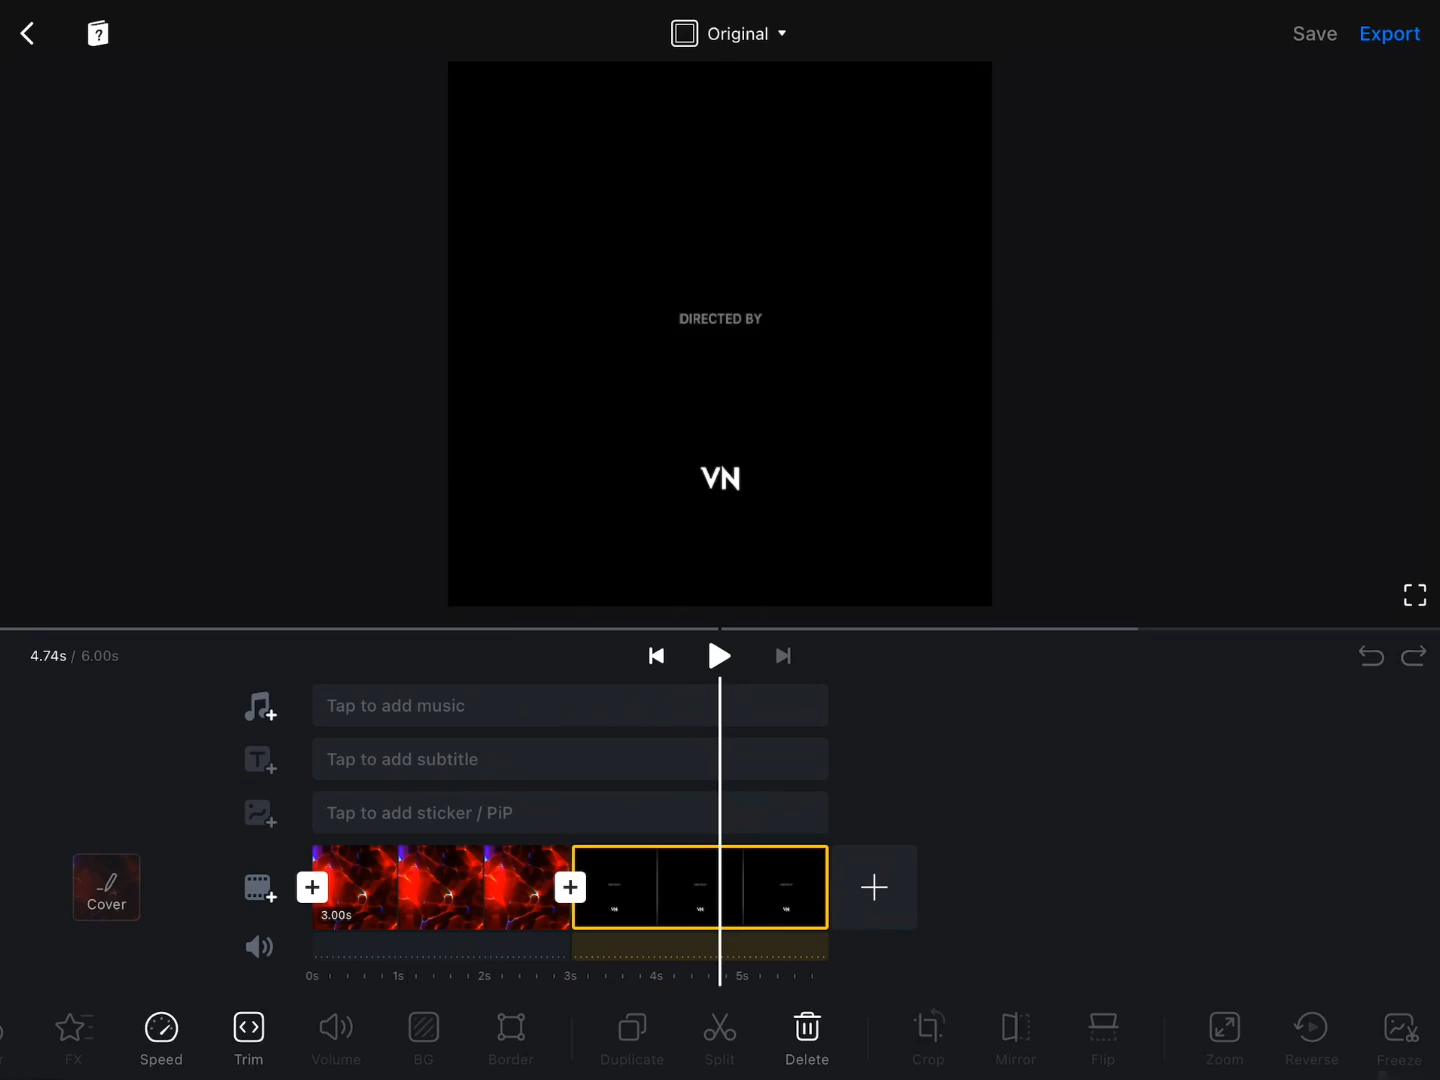 Original
Save
Export
DIRECTED BY
VN
4.74s / 6.00s
Tap to add music
Tap to add subtitle
Tap to add sticker / PiP
Cover
3.00s
0s 1s 2s 3s 4s 5s
r FX Speed Trim Volume BG Border Duplicate Split Delete Crop Mirror Flip Zoom Reverse Freeze